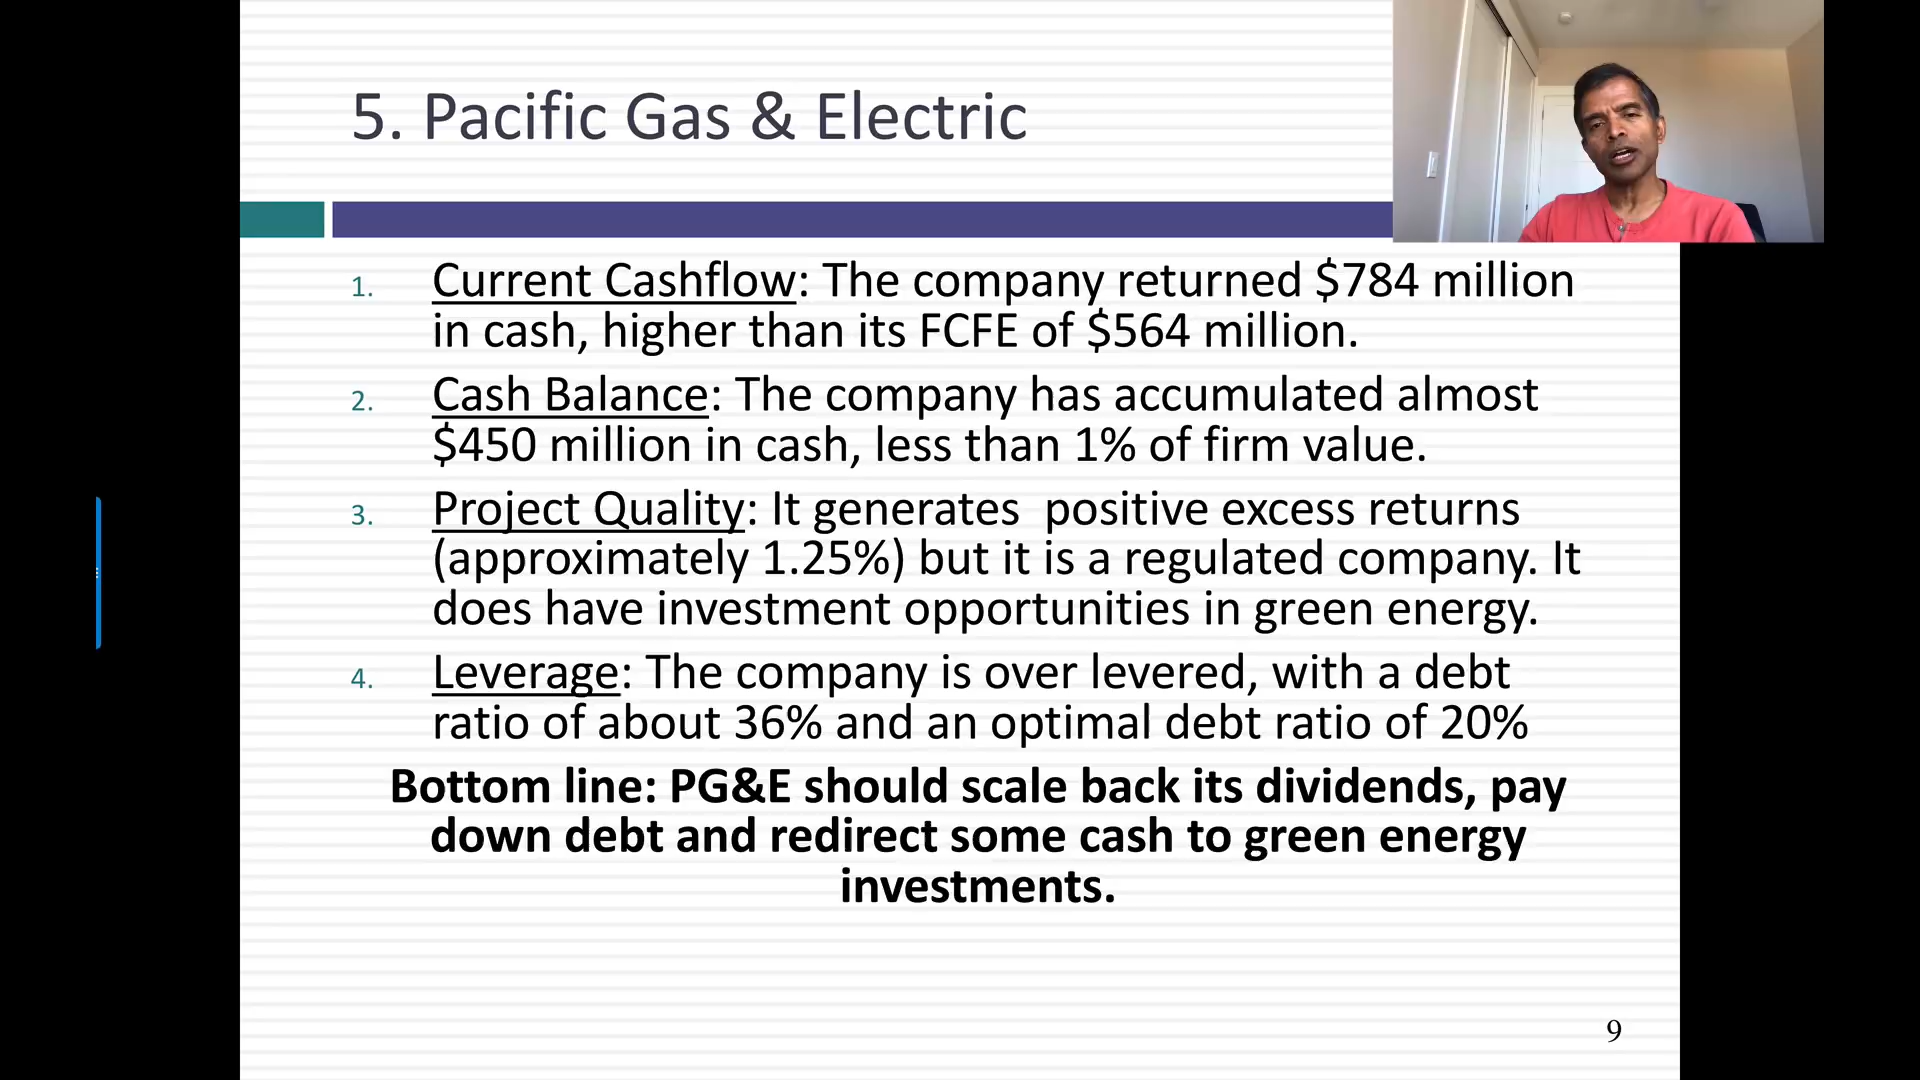 5. Pacific Gas & Electric
1. Current Cashflow: The company returned $784 million
in cash, higher than its FCFE of $564 million.
2. Cash Balance: The company has accumulated almost
$450 million in cash, less than 1% of firm value.
3. Project Quality: It generates  positive excess returns
(approximately 1.25%) but it is a regulated company. It
does have investment opportunities in green energy.
4. Leverage: The company is over levered, with a debt
ratio of about 36% and an optimal debt ratio of 20%
Bottom line: PG&E should scale back its dividends, pay
down debt and redirect some cash to green energy
investments.
9